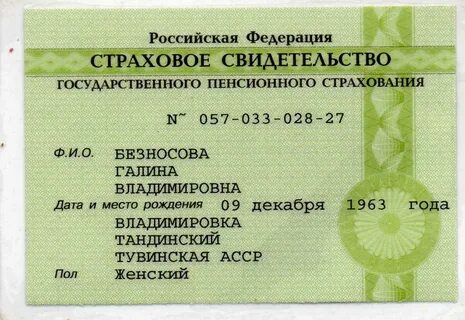 Российская Федерация
СТРАХОВОЕ СВИДЕТЕЛЬСТВО
ГОСУДАРСТВЕННОГО ПЕНСИОННОГО СТРАХОВАНИЯ
N~ 057-033-028-27
Ф.И.О. БЕЗНОСОВА
ГАЛИНА
ВЛАДИМИРОВНА
Дата и место рождения 09 декабря 1963 года
ВЛАДИМИРОВКА
ТАНДИНСКИЙ
ТУВИНСКАЯ АССР
Пол Женский